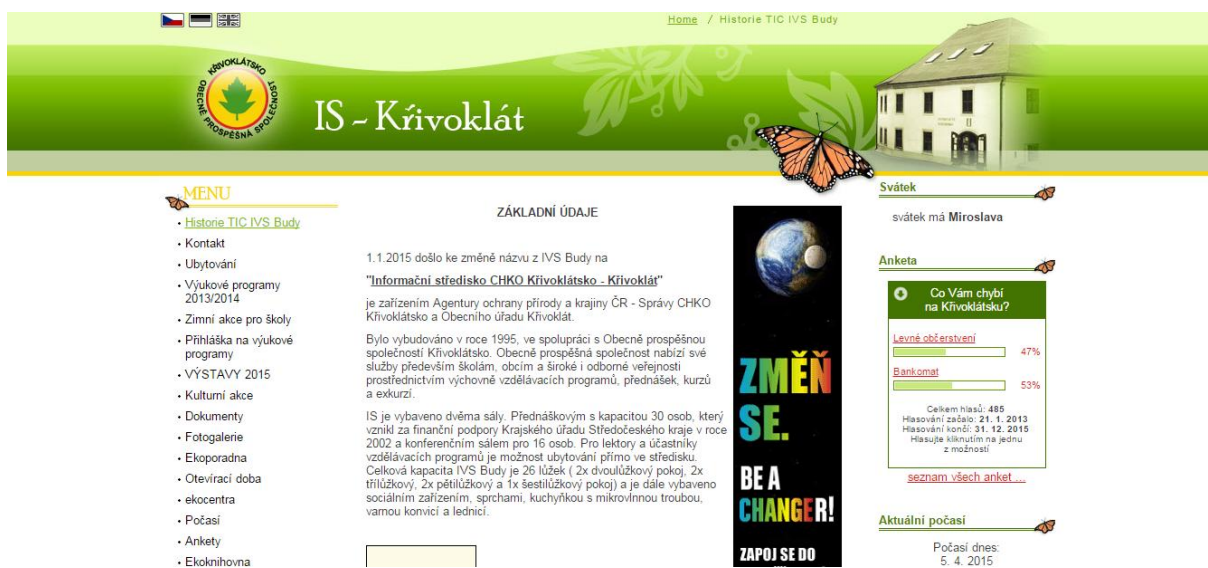 Home / Historie TIC IVS Budy
KŘIVOKLÁTSKO
OBECNĚ PROSPĚŠNÁ SPOLEČNOST
IS - Křivoklát
MENU
Historie TIC IVS Budy
Kontakt
Ubytování
Výukové programy
2013/2014
Zimní akce pro školy
Přihláška na výukové
programy
VÝSTAVY 2015
Kulturní akce
Dokumenty
Fotogalerie
Ekoporadna
Otevírací doba
ekocentra
Počasí
Ankety
Ekoknihovna
ZÁKLADNÍ ÚDAJE
1.1.2015 došlo ke změně názvu z IVS Budy na
"Informační středisko CHKO Křivoklátsko - Křivoklát"
je zařízením Agentury ochrany přírody a krajiny ČR - Správy CHKO
Křivoklátsko a Obecního úřadu Křivoklát.
Bylo vybudováno v roce 1995, ve spolupráci s Obecně prospěšnou
společností Křivoklátsko. Obecně prospěšná společnost nabízí své
služby především školám, obcím a široké i odborné veřejnosti
prostřednictvím výchovně vzdělávacích programů, přednášek, kurzů
a exkurzí.
IS je vybaveno dvěma sály. Přednáškovým s kapacitou 30 osob, který
vznikl za finanční podpory Krajského úřadu Středočeského kraje v roce
2002 a konferenčním sálem pro 16 osob. Pro lektory a účastníky
vzdělávacích programů je možnost ubytování přímo ve středisku.
Celková kapacita IVS Budy je 26 lůžek ( 2x dvoulůžkový pokoj, 2x
třílůžkový, 2x pětilůžkový a 1x šestilůžkový pokoj) a je dále vybaveno
sociálním zařízením, sprchami, kuchyňkou s mikrovlnnou troubou,
varnou konvicí a lednicí.
ZMĚŇ
SE.
BE A
CHANGER!
ZAPOJ SE DO
Svátek
svátek má Miroslava
Anketa
Co Vám chybí
na Křivoklátsku?
Levné občerstvení
47%
Bankomat
53%
Celkem hlasů: 485
Hlasování začalo: 21. 1. 2013
Hlasování končí: 31. 12. 2015
Hlasujte kliknutím na jednu
z možností
seznam všech anket ...
Aktuální počasí
Počasí dnes:
5. 4. 2015